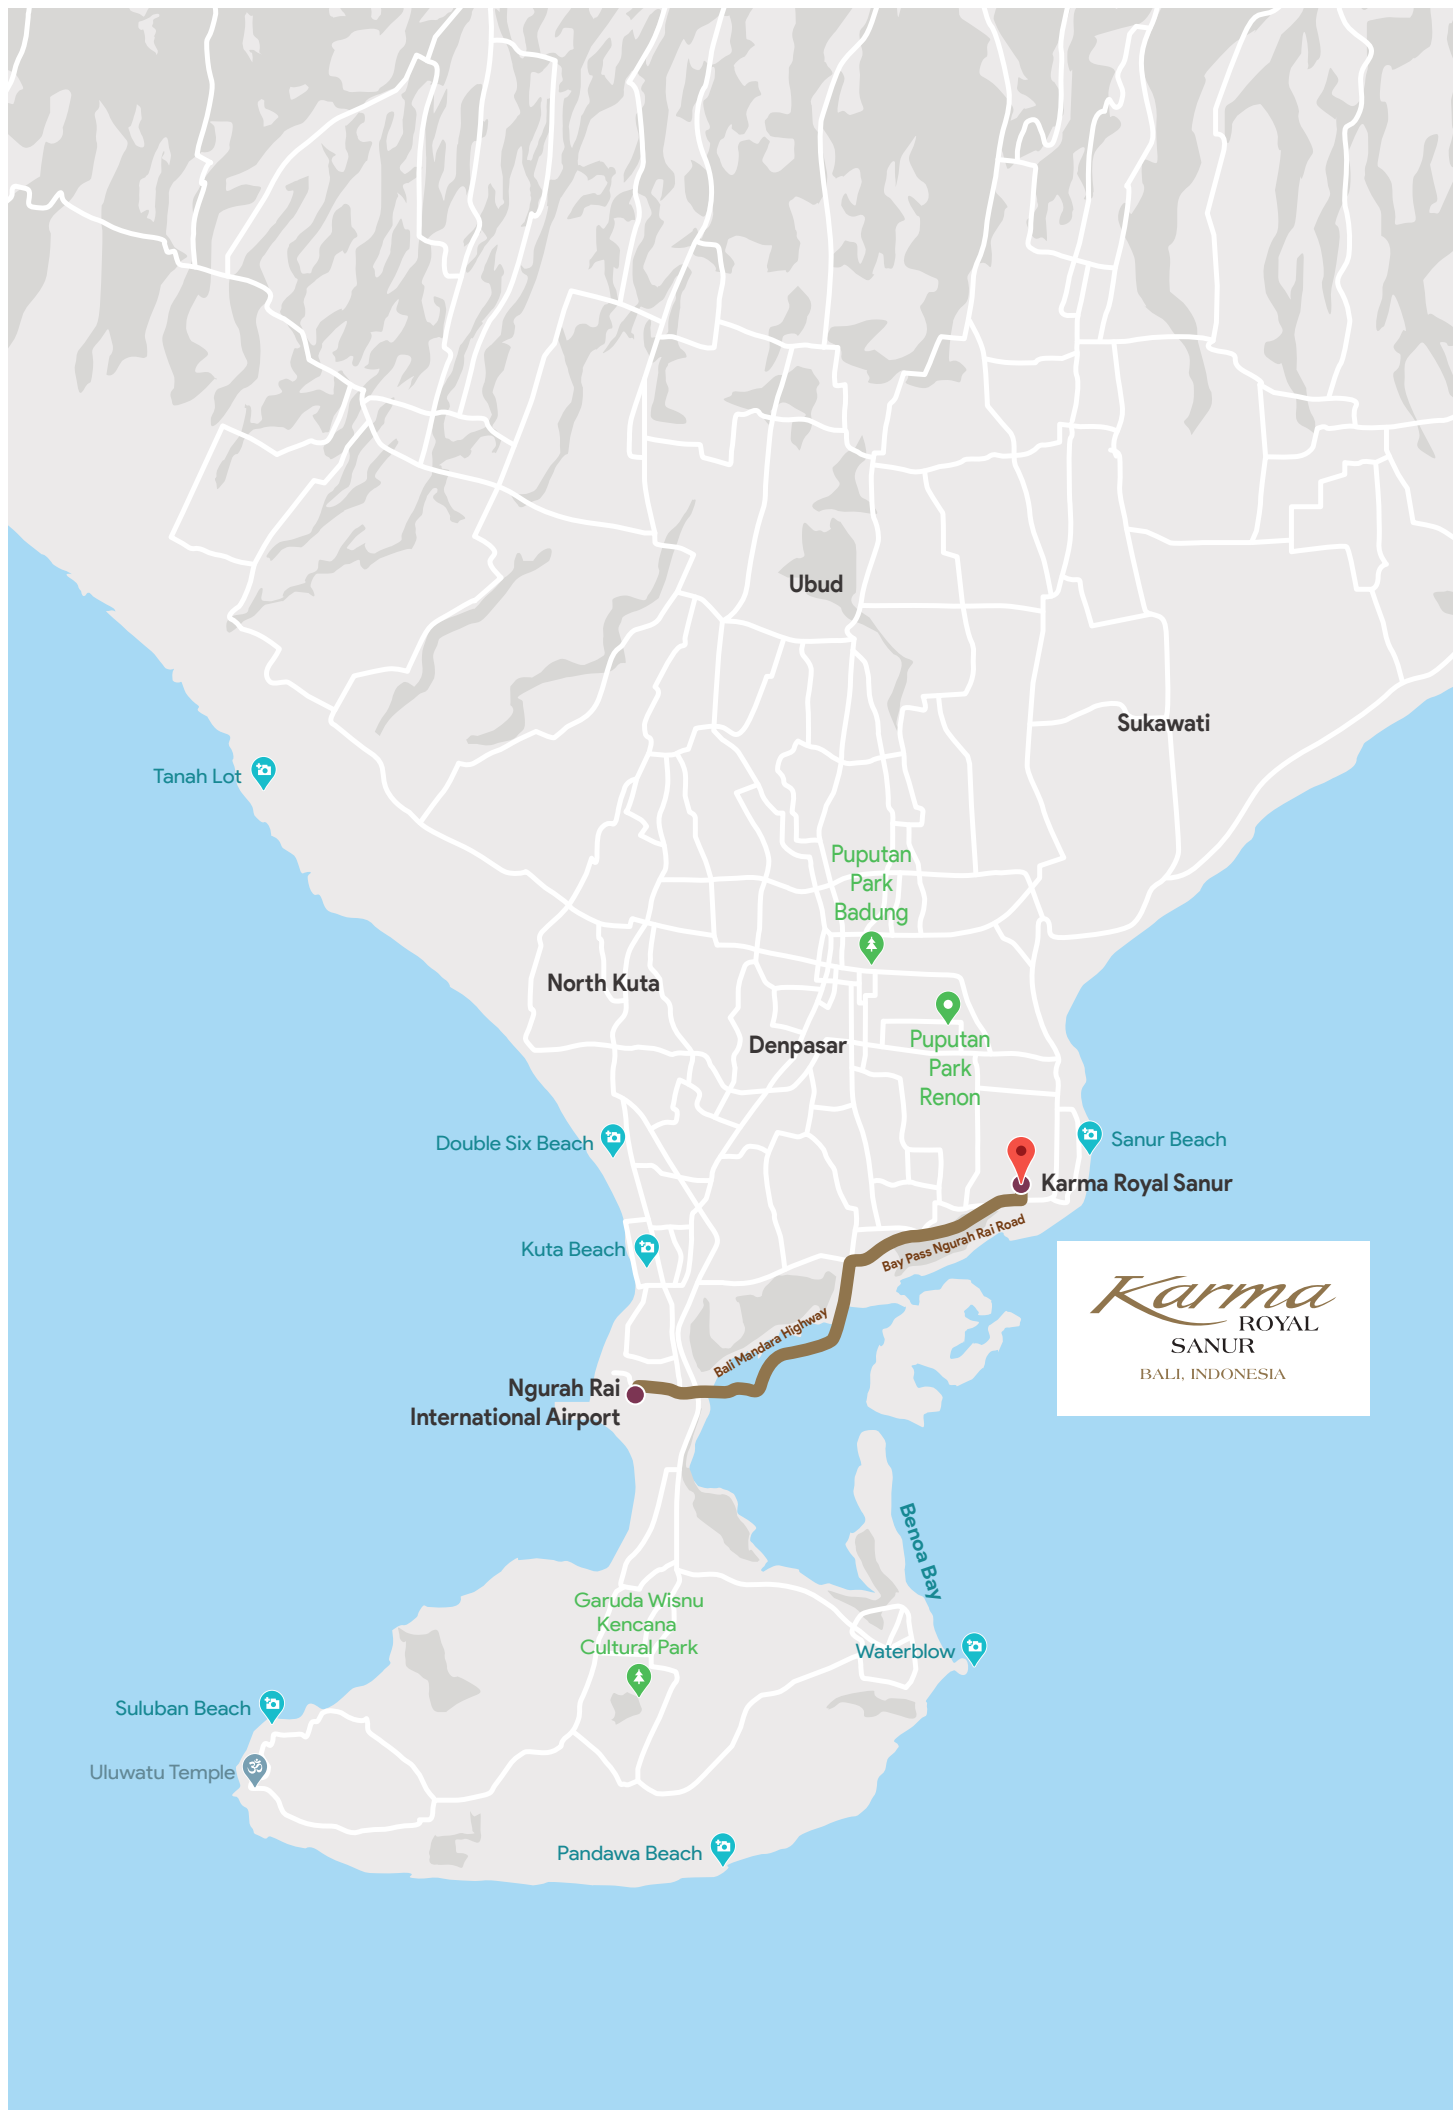 Ubud
Sukawati
Tanah Lot
Puputan
Park
Badung
North Kuta
Denpasar
Puputan
Park
Renon
Double Six Beach
Sanur Beach
Karma Royal Sanur
Bay Pass Ngurah Rai Road
Kuta Beach
Karma
ROYAL
SANUR
BALI, INDONESIA
Bali Mandara Highway
Ngurah Rai
International Airport
Benoa Bay
Garuda Wisnu
Kencana
Cultural Park
Waterblow
Suluban Beach
Uluwatu Temple
ॐ
Pandawa Beach